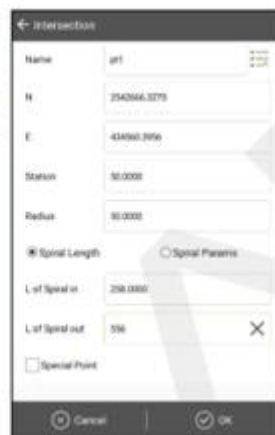 Intersection
Name pt1
N 2542666.3275
E 434560.3956
Station 50.0000
Radius 50.0000
Spiral Length Spiral Params
L of Spiral in 258.0000
L of Spiral out 556
Special Point
Cancel OK